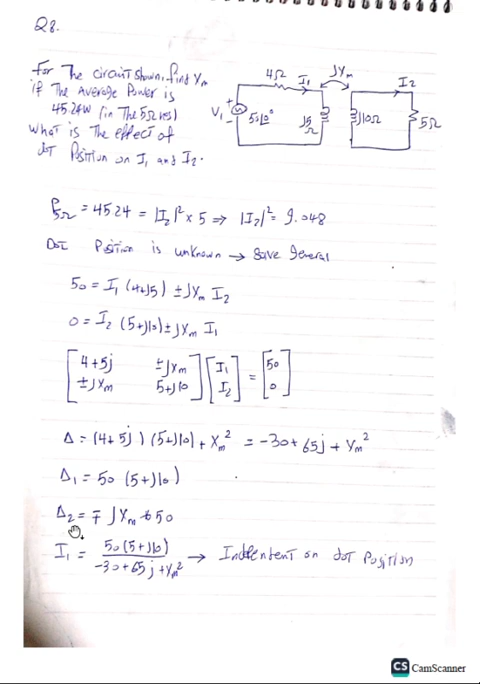 Q8.
For The circuit shown, find Xm
if The Average Power is
45.24W (in The 5Ω res)
What is The effect of
dot Position on I1 and I2.
4Ω I1 jXm I2
V1 + - 50∟0° j5Ω j10Ω 5Ω
P5Ω = 45.24 = |I2|² × 5 ⇒ |I2|² = 9.048
Dot Position is unknown → Solve General
50 = I1 (4+j5) ± jXm I2
0 = I2 (5+j10) ± jXm I1
[4+5j ±jXm; ±jXm 5+j10] [I1; I2] = [50; 0]
Δ = (4+5j) (5+j10) + Xm² = -30+65j+Xm²
Δ1 = 50 (5+j10)
Δ2 = ∓ jXm * 50
I1 = 50(5+j10) / -30+65j+Xm² → Indpentent on dot Position
CS CamScanner